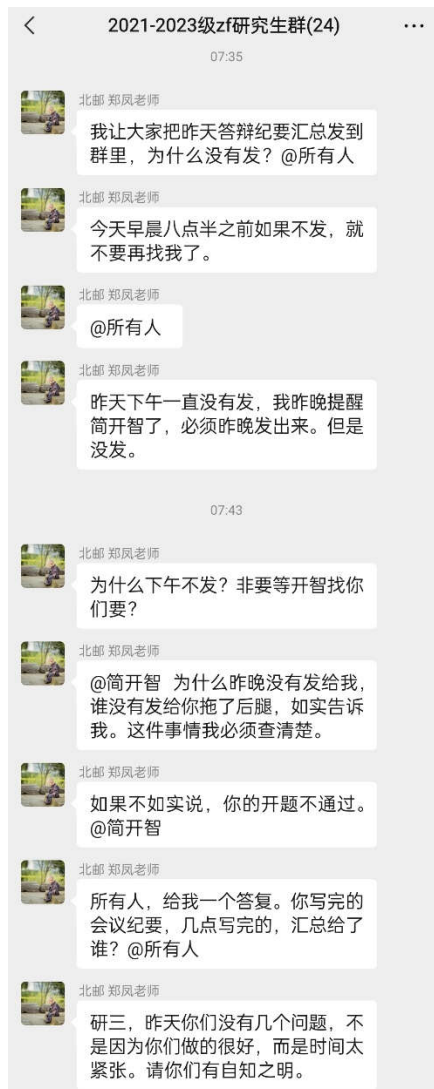 2021-2023级zf研究生群(24)
07:35
北邮 郑凤老师
我让大家把昨天答辩纪要汇总发到
群里，为什么没有发？@所有人
北邮 郑凤老师
今天早晨八点半之前如果不发，就
不要再找我了。
北邮 郑凤老师
@所有人
北邮 郑凤老师
昨天下午一直没有发，我昨晚提醒
简开智了，必须昨晚发出来。但是
没发。
07:43
北邮 郑凤老师
为什么下午不发？非要等开智找你
们要？
北邮 郑凤老师
@简开智 为什么昨晚没有发给我，
谁没有发给你拖了后腿，如实告诉
我。这件事情我必须查清楚。
北邮 郑凤老师
如果不如实说，你的开题不通过。
@简开智
北邮 郑凤老师
所有人，给我一个答复。你写完的
会议纪要，几点写完的，汇总给了
谁？@所有人
北邮 郑凤老师
研三，昨天你们没有几个问题，不
是因为你们做的很好，而是时间太
紧张。请你们有自知之明。